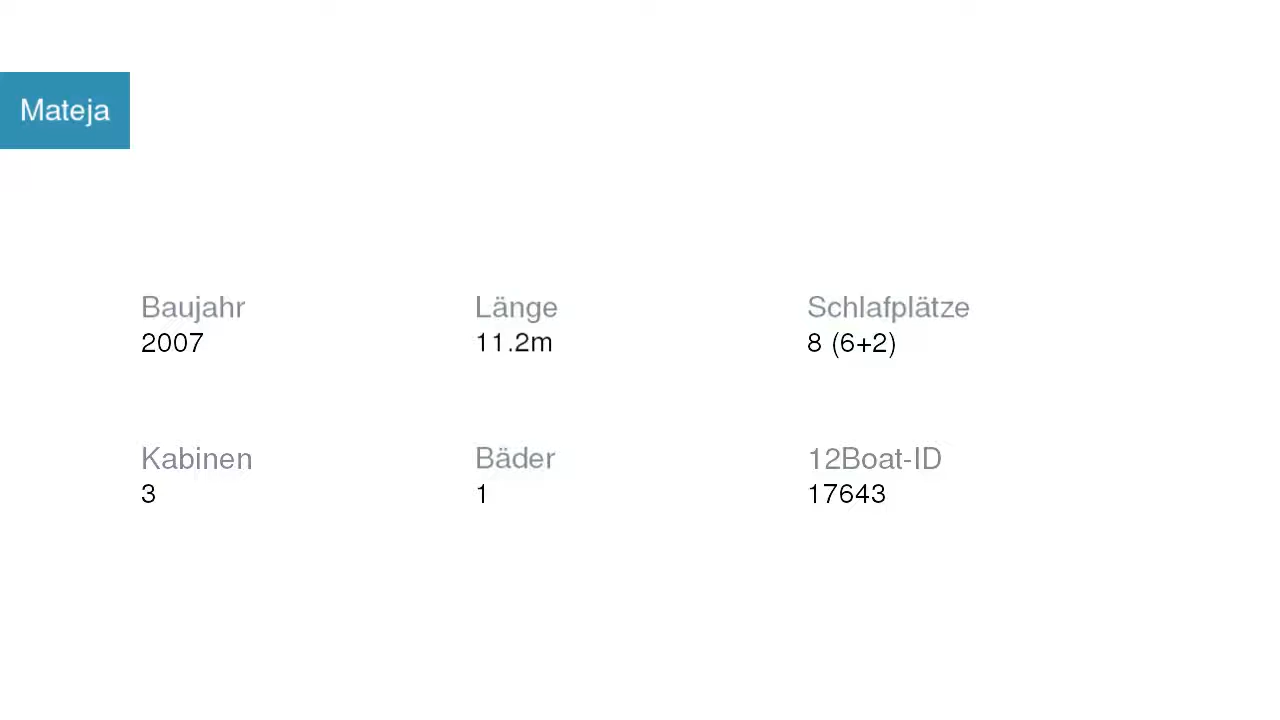 Mateja
Baujahr
2007
Länge
11.2m
Schlafplätze
8 (6+2)
Kabinen
3
Bäder
1
12Boat-ID
17643